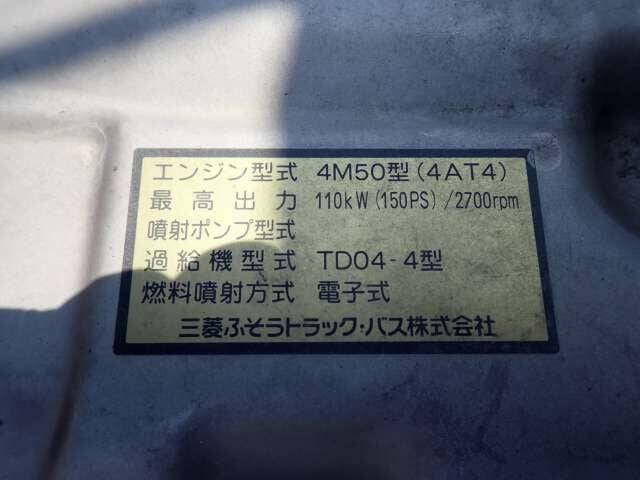 エンジン型式 4M50型(4AT4)
最高出力 110kW(150PS)/2700rpm
噴射ポンプ型式
過給機型式 TD04-4型
燃料噴射方式 電子式
三菱ふそうトラック・バス株式会社